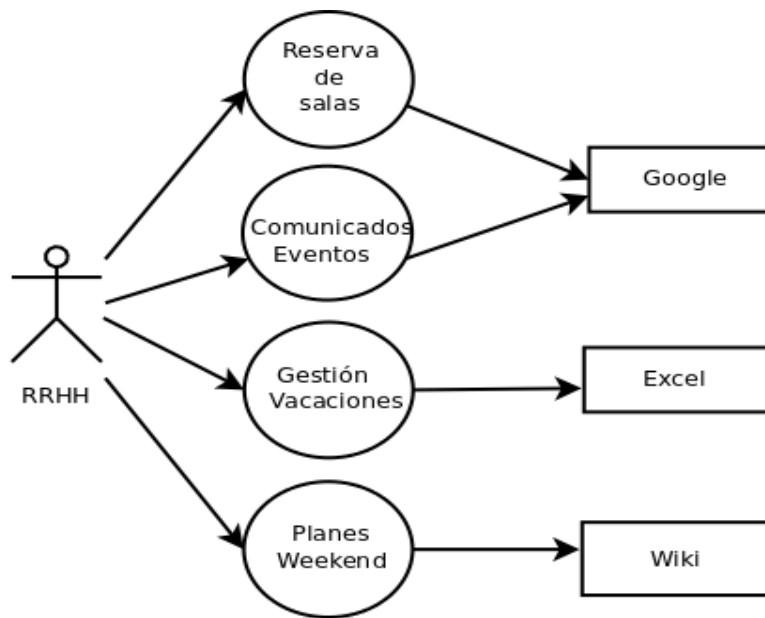 Reserva
de
salas
Google
Comunicados
Eventos
RRHH
Gestión
Vacaciones
Excel
Planes
Weekend
Wiki